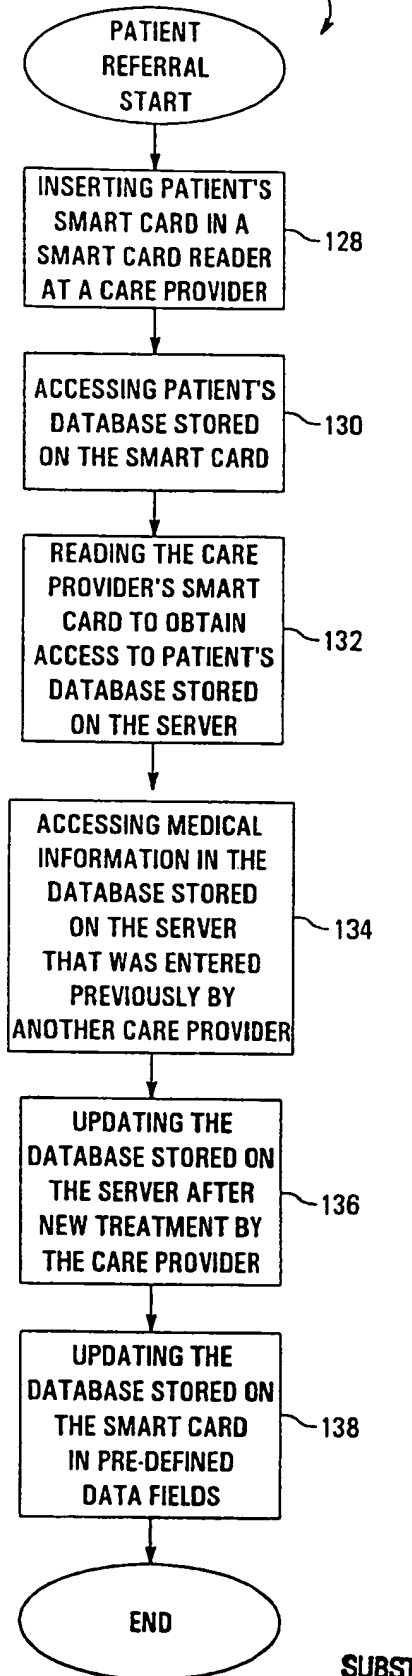 PATIENT
REFERRAL
START
INSERTING PATIENT'S
SMART CARD IN A
SMART CARD READER
AT A CARE PROVIDER
128
ACCESSING PATIENT'S
DATABASE STORED
ON THE SMART CARD
130
READING THE CARE
PROVIDER'S SMART
CARD TO OBTAIN
ACCESS TO PATIENT'S
DATABASE STORED
ON THE SERVER
132
ACCESSING MEDICAL
INFORMATION IN THE
DATABASE STORED
ON THE SERVER
THAT WAS ENTERED
PREVIOUSLY BY
ANOTHER CARE PROVIDER
134
UPDATING THE
DATABASE STORED ON
THE SERVER AFTER
NEW TREATMENT BY
THE CARE PROVIDER
136
UPDATING THE
DATABASE STORED ON
THE SMART CARD
IN PRE-DEFINED
DATA FIELDS
138
END
SUBST